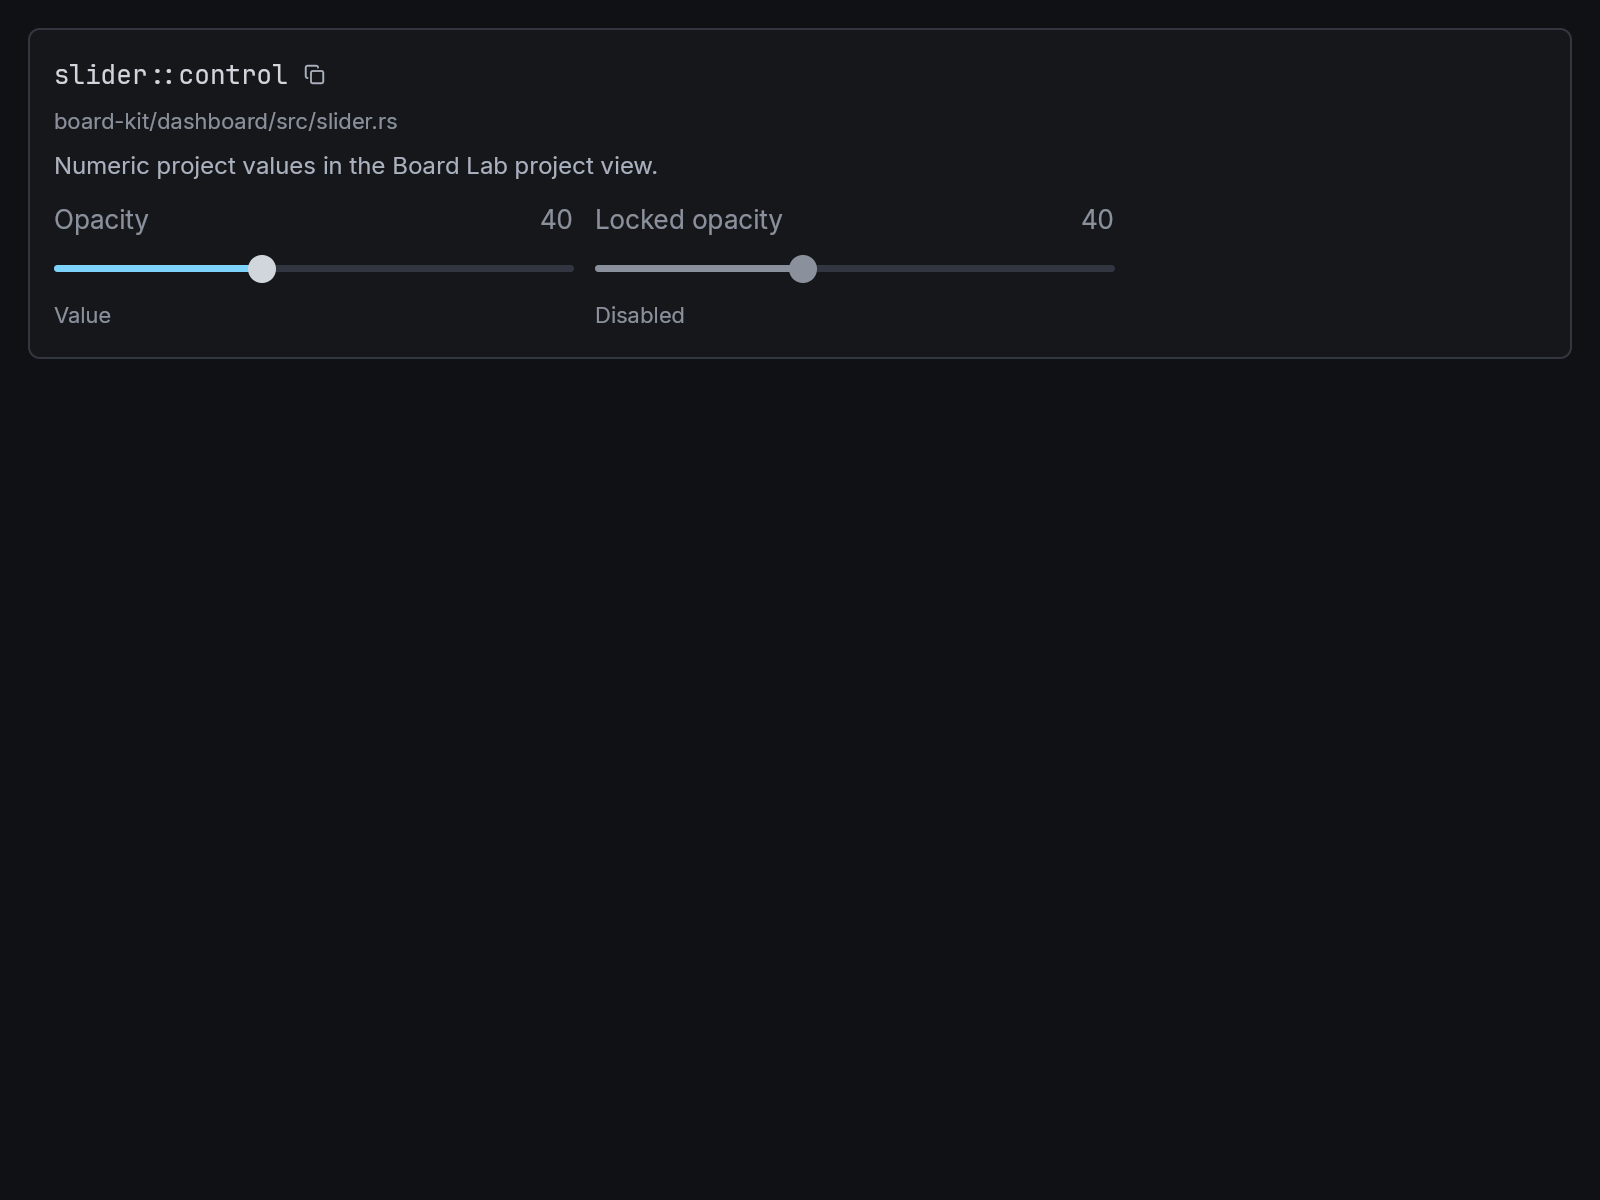 slider::control
board-kit/dashboard/src/slider.rs
Numeric project values in the Board Lab project view.
Opacity 40 Locked opacity 40
Value Disabled